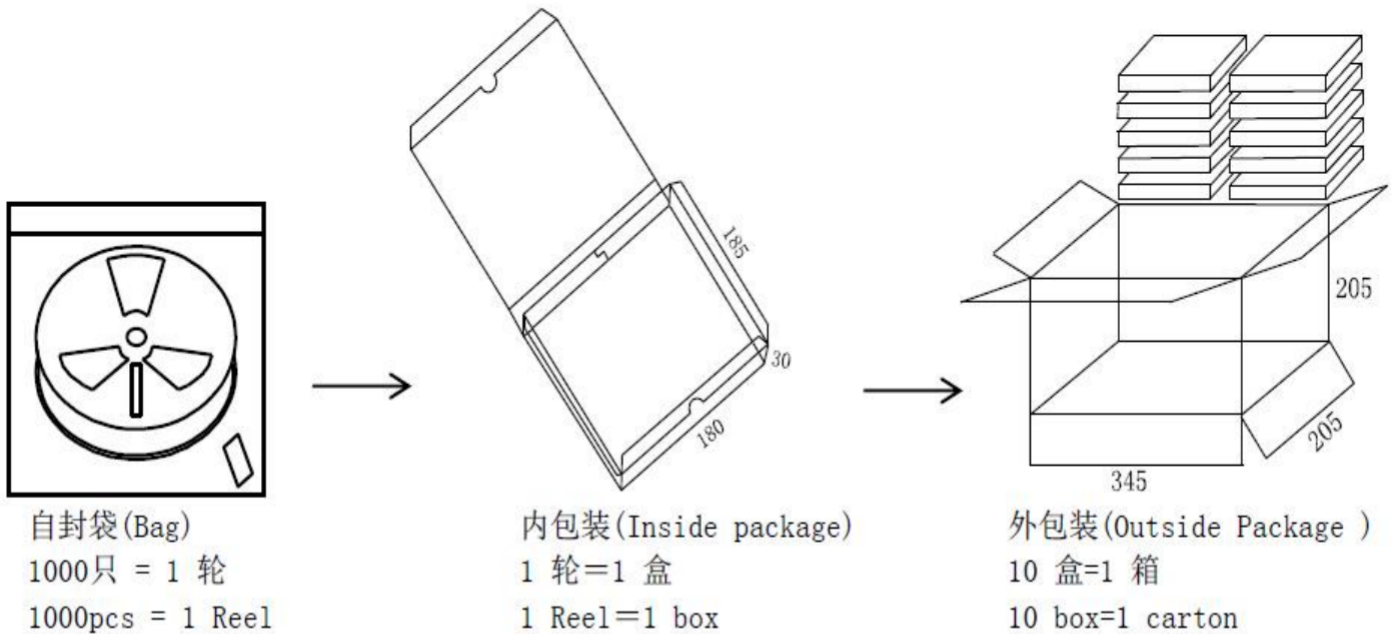 185
30
180
205
205
345
自封袋(Bag)
1000只 = 1 轮
1000pcs = 1 Reel
内包装(Inside package)
1 轮＝1 盒
1 Reel＝1 box
外包装(Outside Package )
10 盒=1 箱
10 box=1 carton